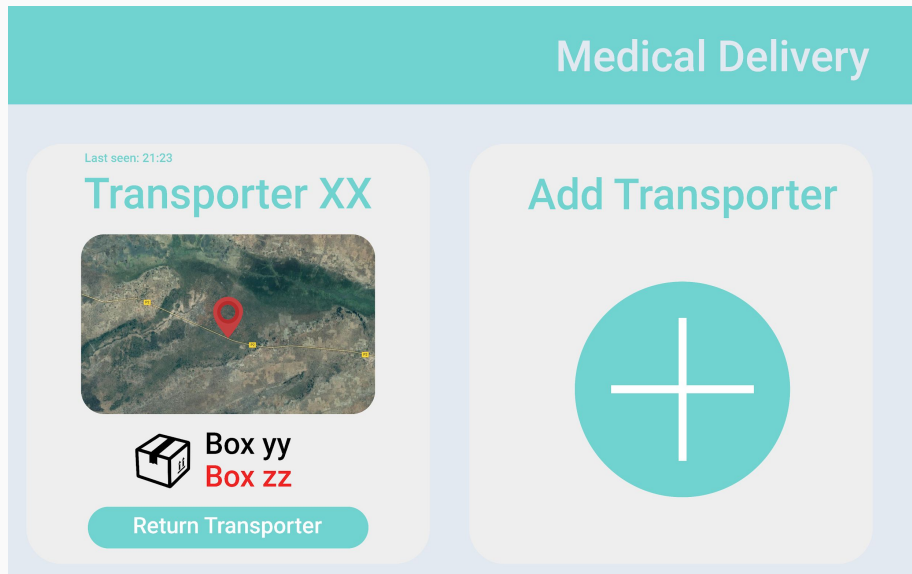 Medical Delivery
Last seen: 21:23
Transporter XX
Box yy
Box zz
Return Transporter
Add Transporter